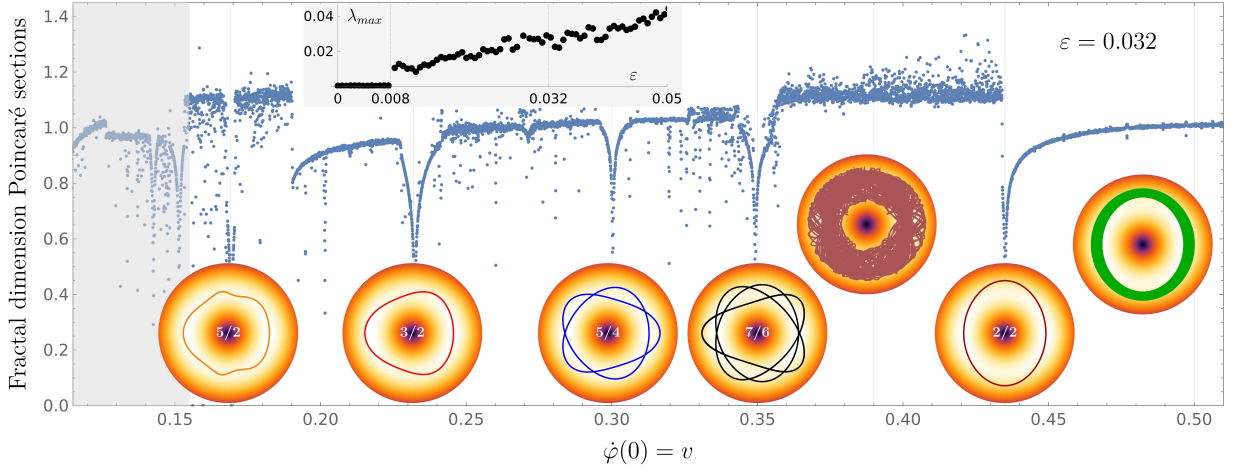 Fractal dimension Poincaré sections
1.4
1.2
1.0
0.8
0.6
0.4
0.2
0.0
0.04
0.02
λmax
ε
0 0.008 0.032 0.05
ε = 0.032
5/2 3/2 5/4 7/6 2/2
0.15 0.20 0.25 0.30 0.35 0.40 0.45 0.50
φ̇(0) = v